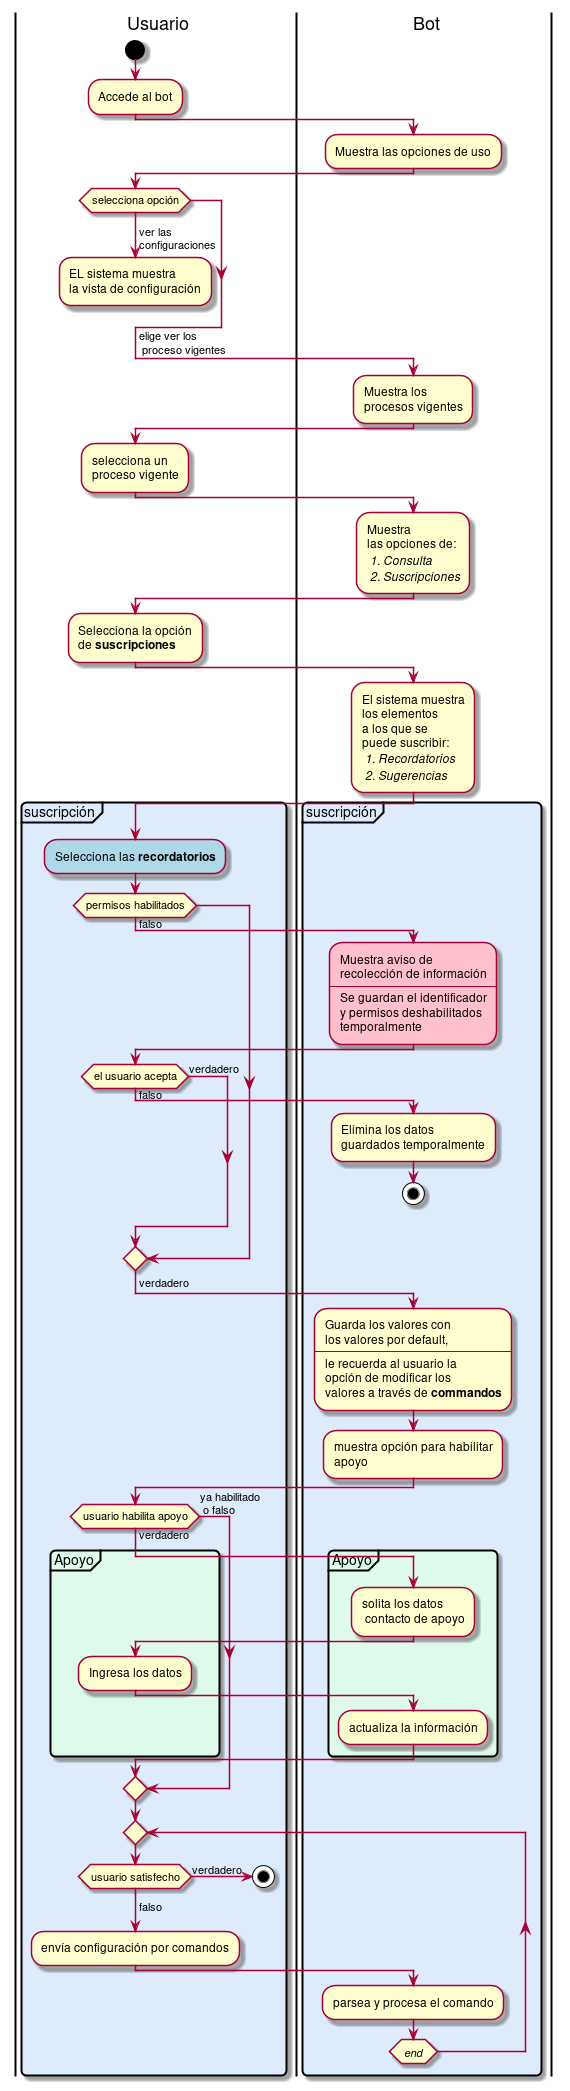 Usuario
Bot
Accede al bot
Muestra las opciones de uso
selecciona opción
ver las
configuraciones
EL sistema muestra
la vista de configuración
elige ver los
proceso vigentes
Muestra los
procesos vigentes
selecciona un
proceso vigente
Muestra
las opciones de:
1. Consulta
2. Suscripciones
Selecciona la opción
de suscripciones
El sistema muestra
los elementos
a los que se
puede suscribir:
1. Recordatorios
2. Sugerencias
suscripción
suscripción
Selecciona las recordatorios
permisos habilitados
falso
Muestra aviso de
recolección de información
Se guardan el identificador
y permisos deshabilitados
temporalmente
el usuario acepta
verdadero
falso
Elimina los datos
guardados temporalmente
verdadero
Guarda los valores con
los valores por default,
le recuerda al usuario la
opción de modificar los
valores a través de commandos
muestra opción para habilitar
apoyo
usuario habilita apoyo
ya habilitado
o falso
verdadero
Apoyo
Apoyo
solita los datos
contacto de apoyo
Ingresa los datos
actualiza la información
usuario satisfecho
verdadero
falso
envía configuración por comandos
parsea y procesa el comando
end